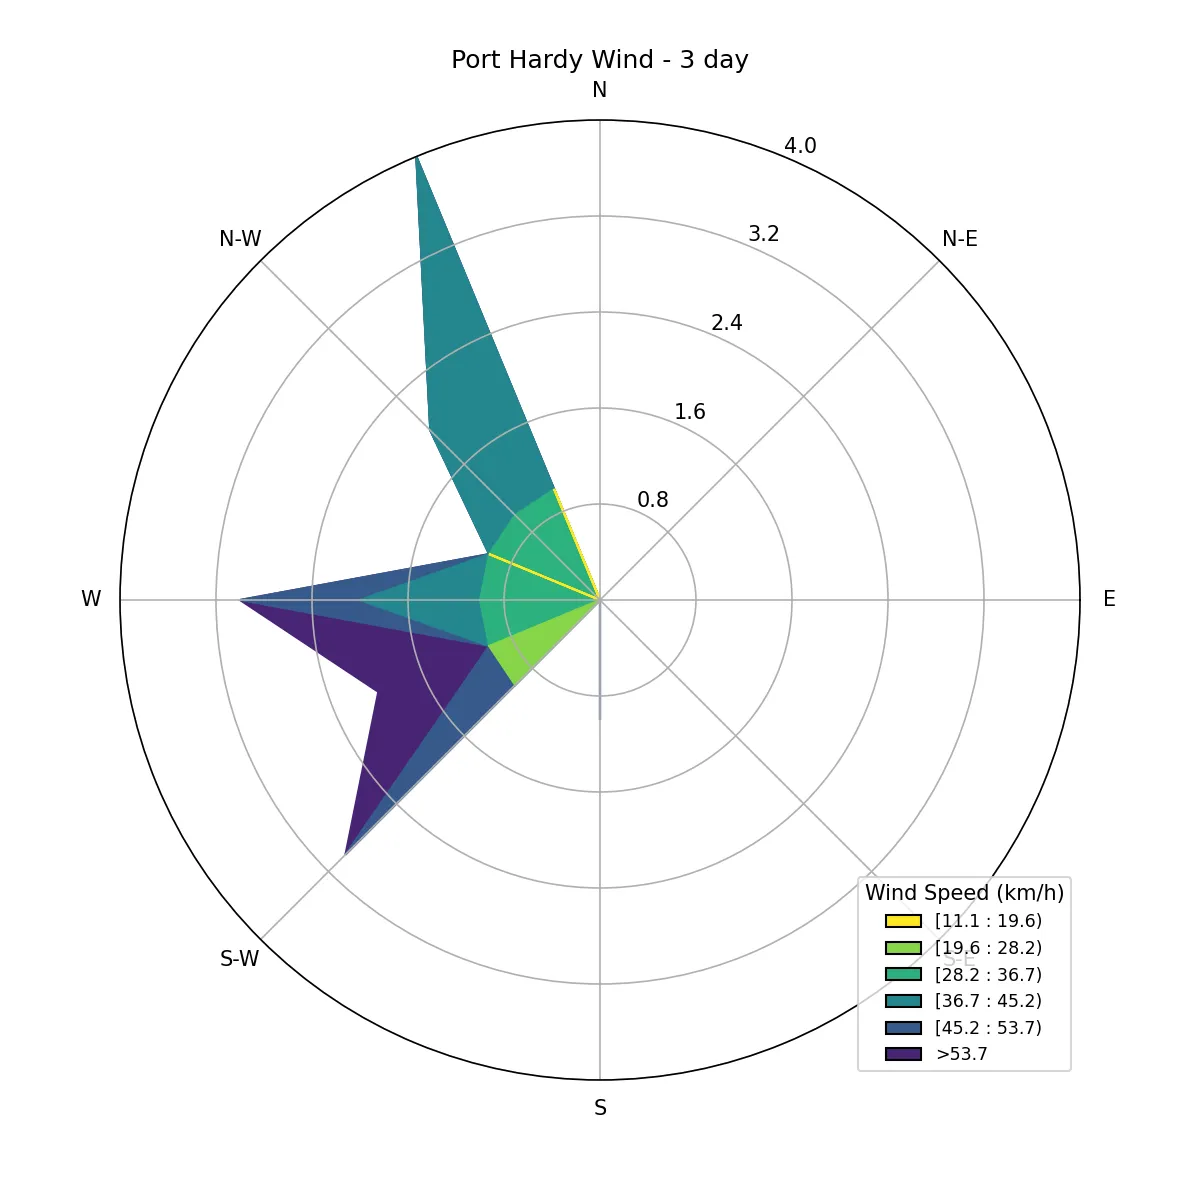 Port Hardy Wind - 3 day
N
4.0
N-W
3.2
N-E
2.4
1.6
0.8
W
E
Wind Speed (km/h)
[11.1 : 19.6)
[19.6 : 28.2)
S-W
S-E
[28.2 : 36.7)
[36.7 : 45.2)
[45.2 : 53.7)
>53.7
S